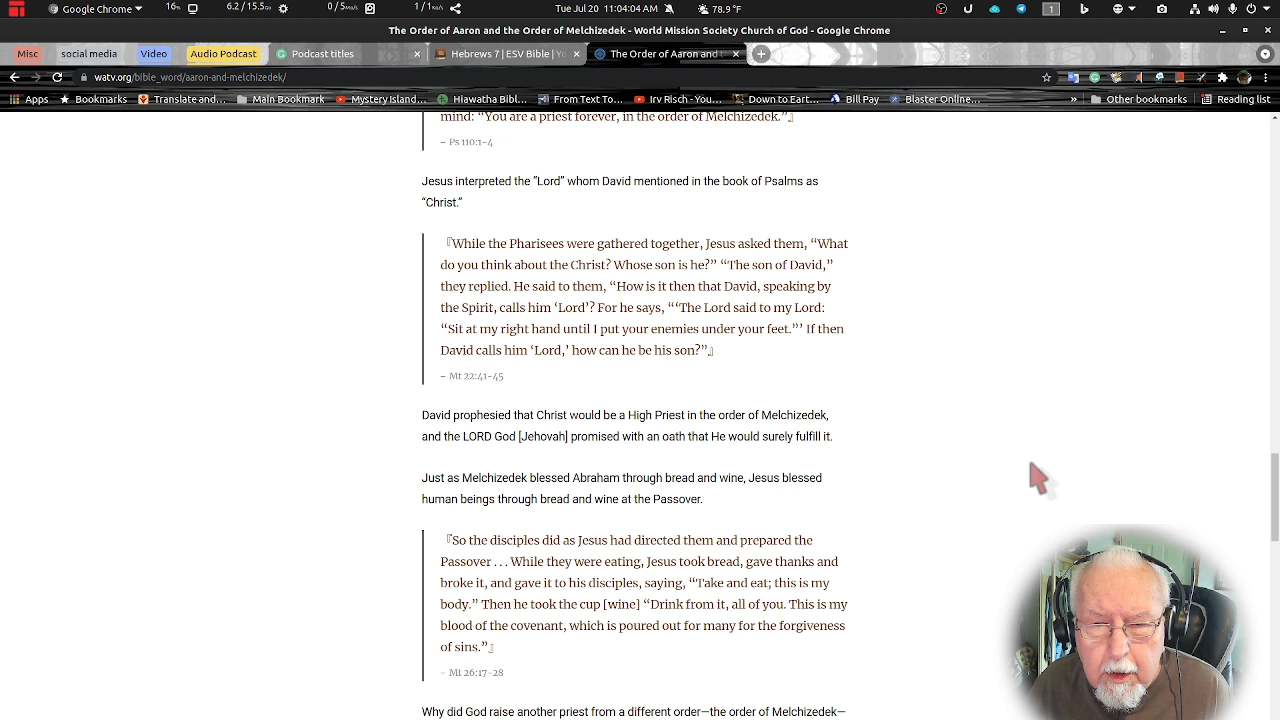 Google Chrome
16%
6.2 / 15.5G
0 / 5M/s
1 / 1K/s
Tue Jul 20 11:04:04 AM
78.9 °F
1
The Order of Aaron and the Order of Melchizedek - World Mission Society Church of God - Google Chrome
Misc
social media
Video
Audio Podcast
Podcast titles
Hebrews 7 | ESV Bible | Yo
The Order of Aaron and
watv.org/bible_word/aaron-and-melchizedek/
Apps
Bookmarks
Translate and...
Main Bookmark
Mystery Island...
Hiawatha Bibl...
From Text To...
Irv Risch - You...
Down to Eart...
Bill Pay
Blaster Online...
»
Other bookmarks
Reading list
mind: “You are a priest forever, in the order of Melchizedek.”』
– Ps 110:1-4
Jesus interpreted the “Lord” whom David mentioned in the book of Psalms as
“Christ.”
『While the Pharisees were gathered together, Jesus asked them, “What
do you think about the Christ? Whose son is he?” “The son of David,”
they replied. He said to them, “How is it then that David, speaking by
the Spirit, calls him ‘Lord’? For he says, “‘The Lord said to my Lord:
“Sit at my right hand until I put your enemies under your feet.”’ If then
David calls him ‘Lord,’ how can he be his son?”』
– Mt 22:41-45
David prophesied that Christ would be a High Priest in the order of Melchizedek,
and the LORD God [Jehovah] promised with an oath that He would surely fulfill it.
Just as Melchizedek blessed Abraham through bread and wine, Jesus blessed
human beings through bread and wine at the Passover.
『So the disciples did as Jesus had directed them and prepared the
Passover . . . While they were eating, Jesus took bread, gave thanks and
broke it, and gave it to his disciples, saying, “Take and eat; this is my
body.” Then he took the cup [wine] “Drink from it, all of you. This is my
blood of the covenant, which is poured out for many for the forgiveness
of sins.”』
– Mt 26:17-28
Why did God raise another priest from a different order—the order of Melchizedek—